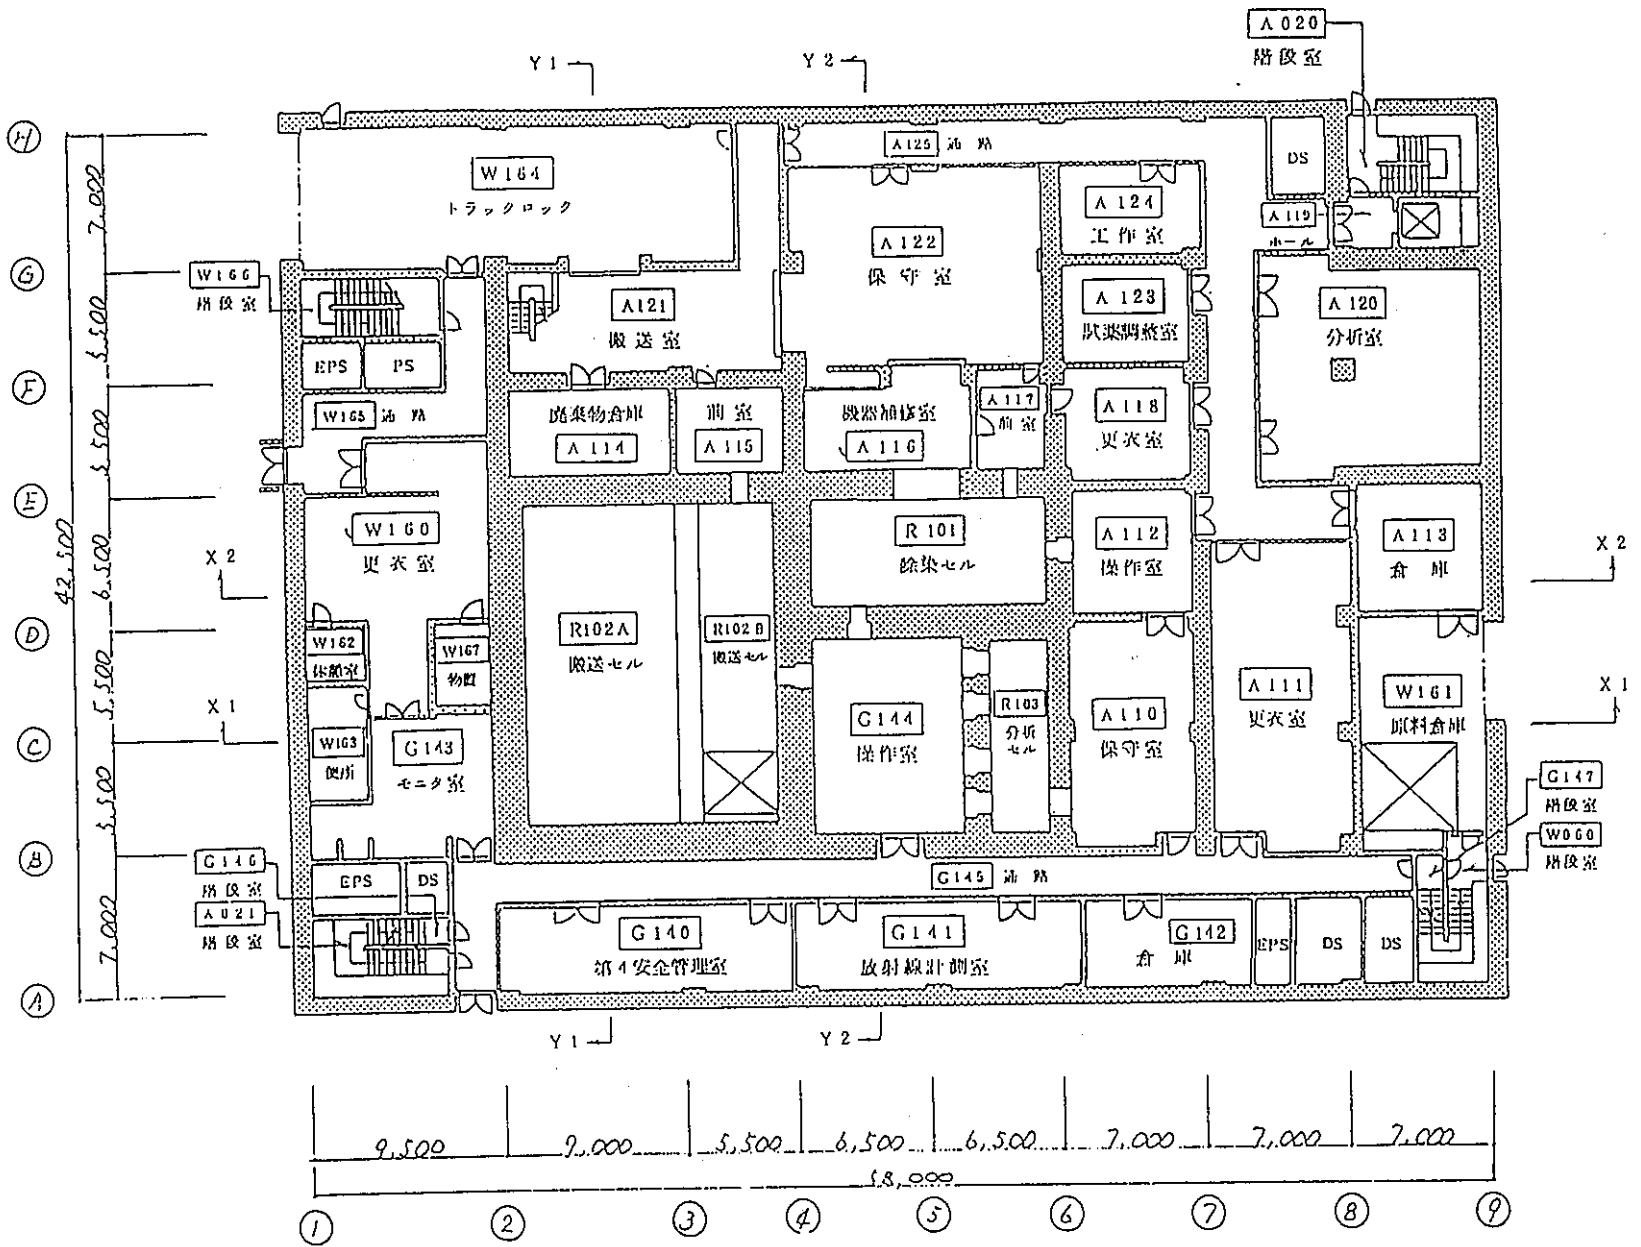 A020
階段室
Y1
Y2
H
W164
トラックロック
A125 通路
DS
A124
工作室
A119
ホール
A122
保守室
G
W166
階段室
A121
搬送室
A123
試薬調整室
A120
分析室
EPS
PS
F
W165 通路
廃棄物倉庫
A114
前室
A115
機器補修室
A116
A117
前室
A118
更衣室
E
W160
更衣室
R101
除染セル
A112
操作室
A113
倉庫
X2
X2
D
W162
W167
物置
R102A
搬送セル
R102B
搬送セル
X1
X1
C
W163
便所
G143
モニタ室
G144
操作室
R103
分析セル
A110
保守室
A111
更衣室
W161
原料倉庫
G147
階段室
W060
階段室
B
G146
階段室
A021
階段室
EPS
DS
G145 通路
G140
第4安全管理室
G141
放射線計測室
G142
倉庫
EPS
DS
DS
A
Y1
Y2
7,000
5,500
5,500
6,500
5,500
5,500
7,000
42,500
9,500
9,000
5,500
6,500
6,500
7,000
7,000
7,000
58,000
1
2
3
4
5
6
7
8
9